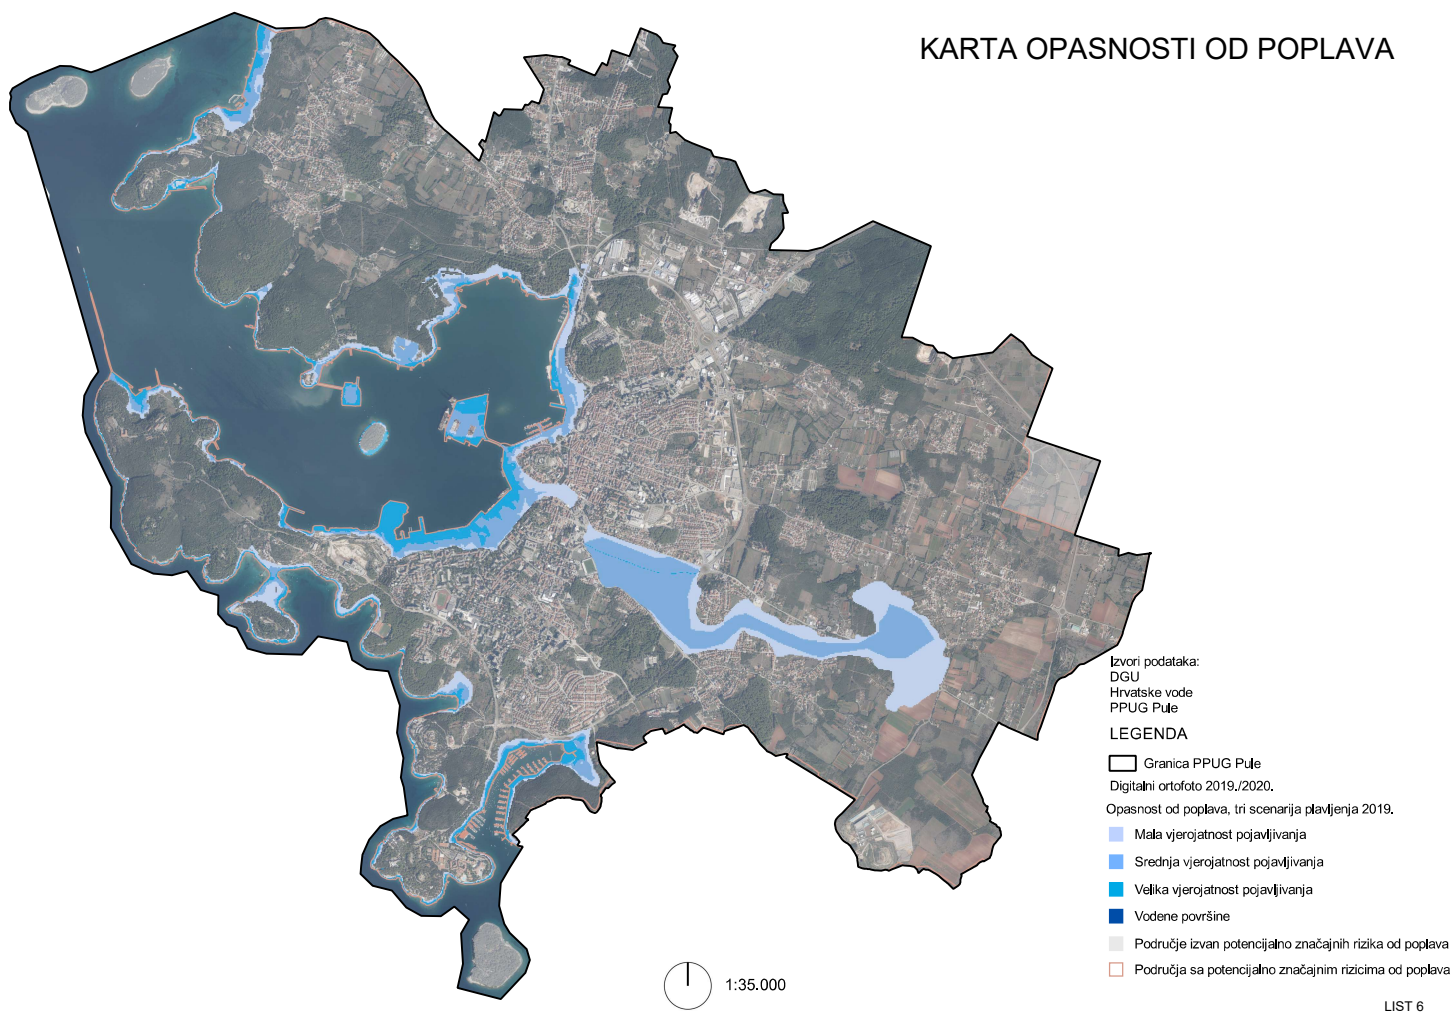 KARTA OPASNOSTI OD POPLAVA
Izvori podataka:
DGU
Hrvatske vode
PPUG Pule
LEGENDA
Granica PPUG Pule
Digitalni ortofoto 2019./2020.
Opasnost od poplava, tri scenarija plavljenja 2019.
Mala vjerojatnost pojavljivanja
Srednja vjerojatnost pojavljivanja
Velika vjerojatnost pojavljivanja
Vodene površine
Područje izvan potencijalno značajnih rizika od poplava
Područja sa potencijalno značajnim rizicima od poplava
1:35.000
LIST 6